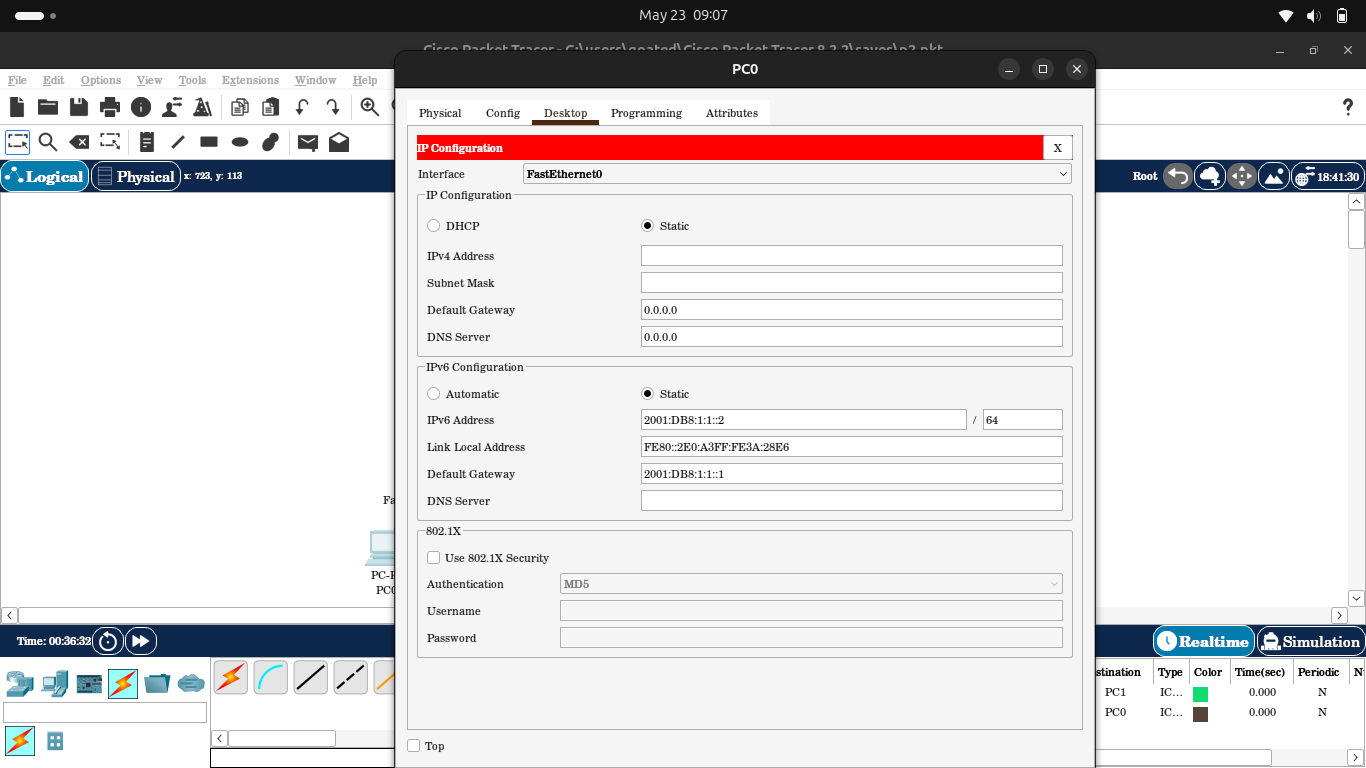 May 23 09:07
Cisco Packet Tracer - C:\users\goated\Cisco Packet Tracer 8.2.2\saves\p2.pkt
PC0
File Edit Options View Tools Extensions Window Help
Physical Config Desktop Programming Attributes
?
IP Configuration X
Logical Physical x: 723, y: 113
Root 18:41:30
Interface FastEthernet0
IP Configuration
DHCP Static
IPv4 Address
Subnet Mask
Default Gateway 0.0.0.0
DNS Server 0.0.0.0
IPv6 Configuration
Automatic Static
IPv6 Address 2001:DB8:1:1::2 / 64
Link Local Address FE80::2E0:A3FF:FE3A:28E6
Default Gateway 2001:DB8:1:1::1
DNS Server
Fa
802.1X
Use 802.1X Security
PC-P
PC0
Authentication MD5
Username
Password
Time: 00:36:32
Realtime Simulation
stination Type Color Time(sec) Periodic N
PC1 IC... 0.000 N
PC0 IC... 0.000 N
Top